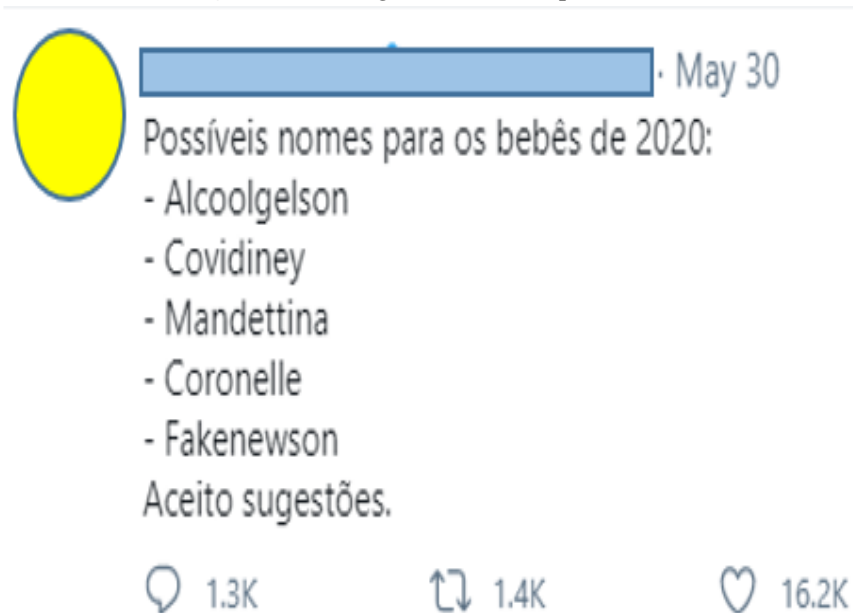 · May 30
Possíveis nomes para os bebês de 2020:
- Alcoolgelson
- Covidiney
- Mandettina
- Coronelle
- Fakenewson
Aceito sugestões.
1.3K 1.4K 16.2K